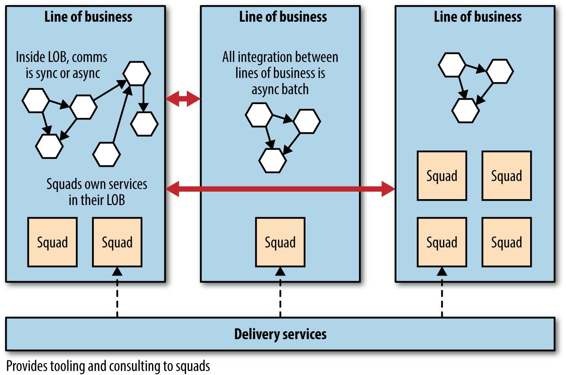 Line of business
Inside LOB, comms
is sync or async
Squads own services
in their LOB
Squad
Squad
Line of business
All integration between
lines of business is
async batch
Squad
Line of business
Squad
Squad
Squad
Squad
Delivery services
Provides tooling and consulting to squads